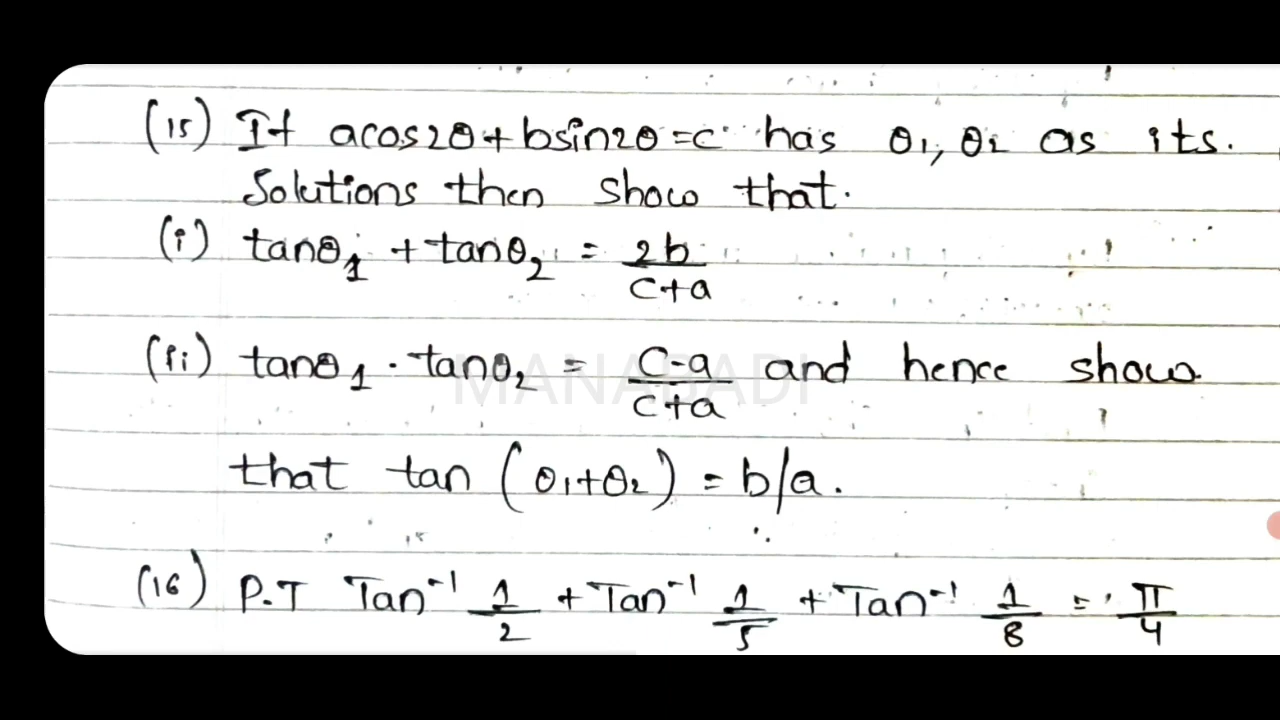 (15) If acos2θ+bsin2θ=c has θ1, θ2 as its.
Solutions then show that.
(i) tanθ1 + tanθ2 = 2b/c+a
(ii) tanθ1 · tanθ2 = c-a/c+a and hence show
MANABADI
that tan (θ1+θ2) = b/a.
(16) P.T Tan⁻¹ 1/2 + Tan⁻¹ 1/5 + Tan⁻¹ 1/8 = π/4